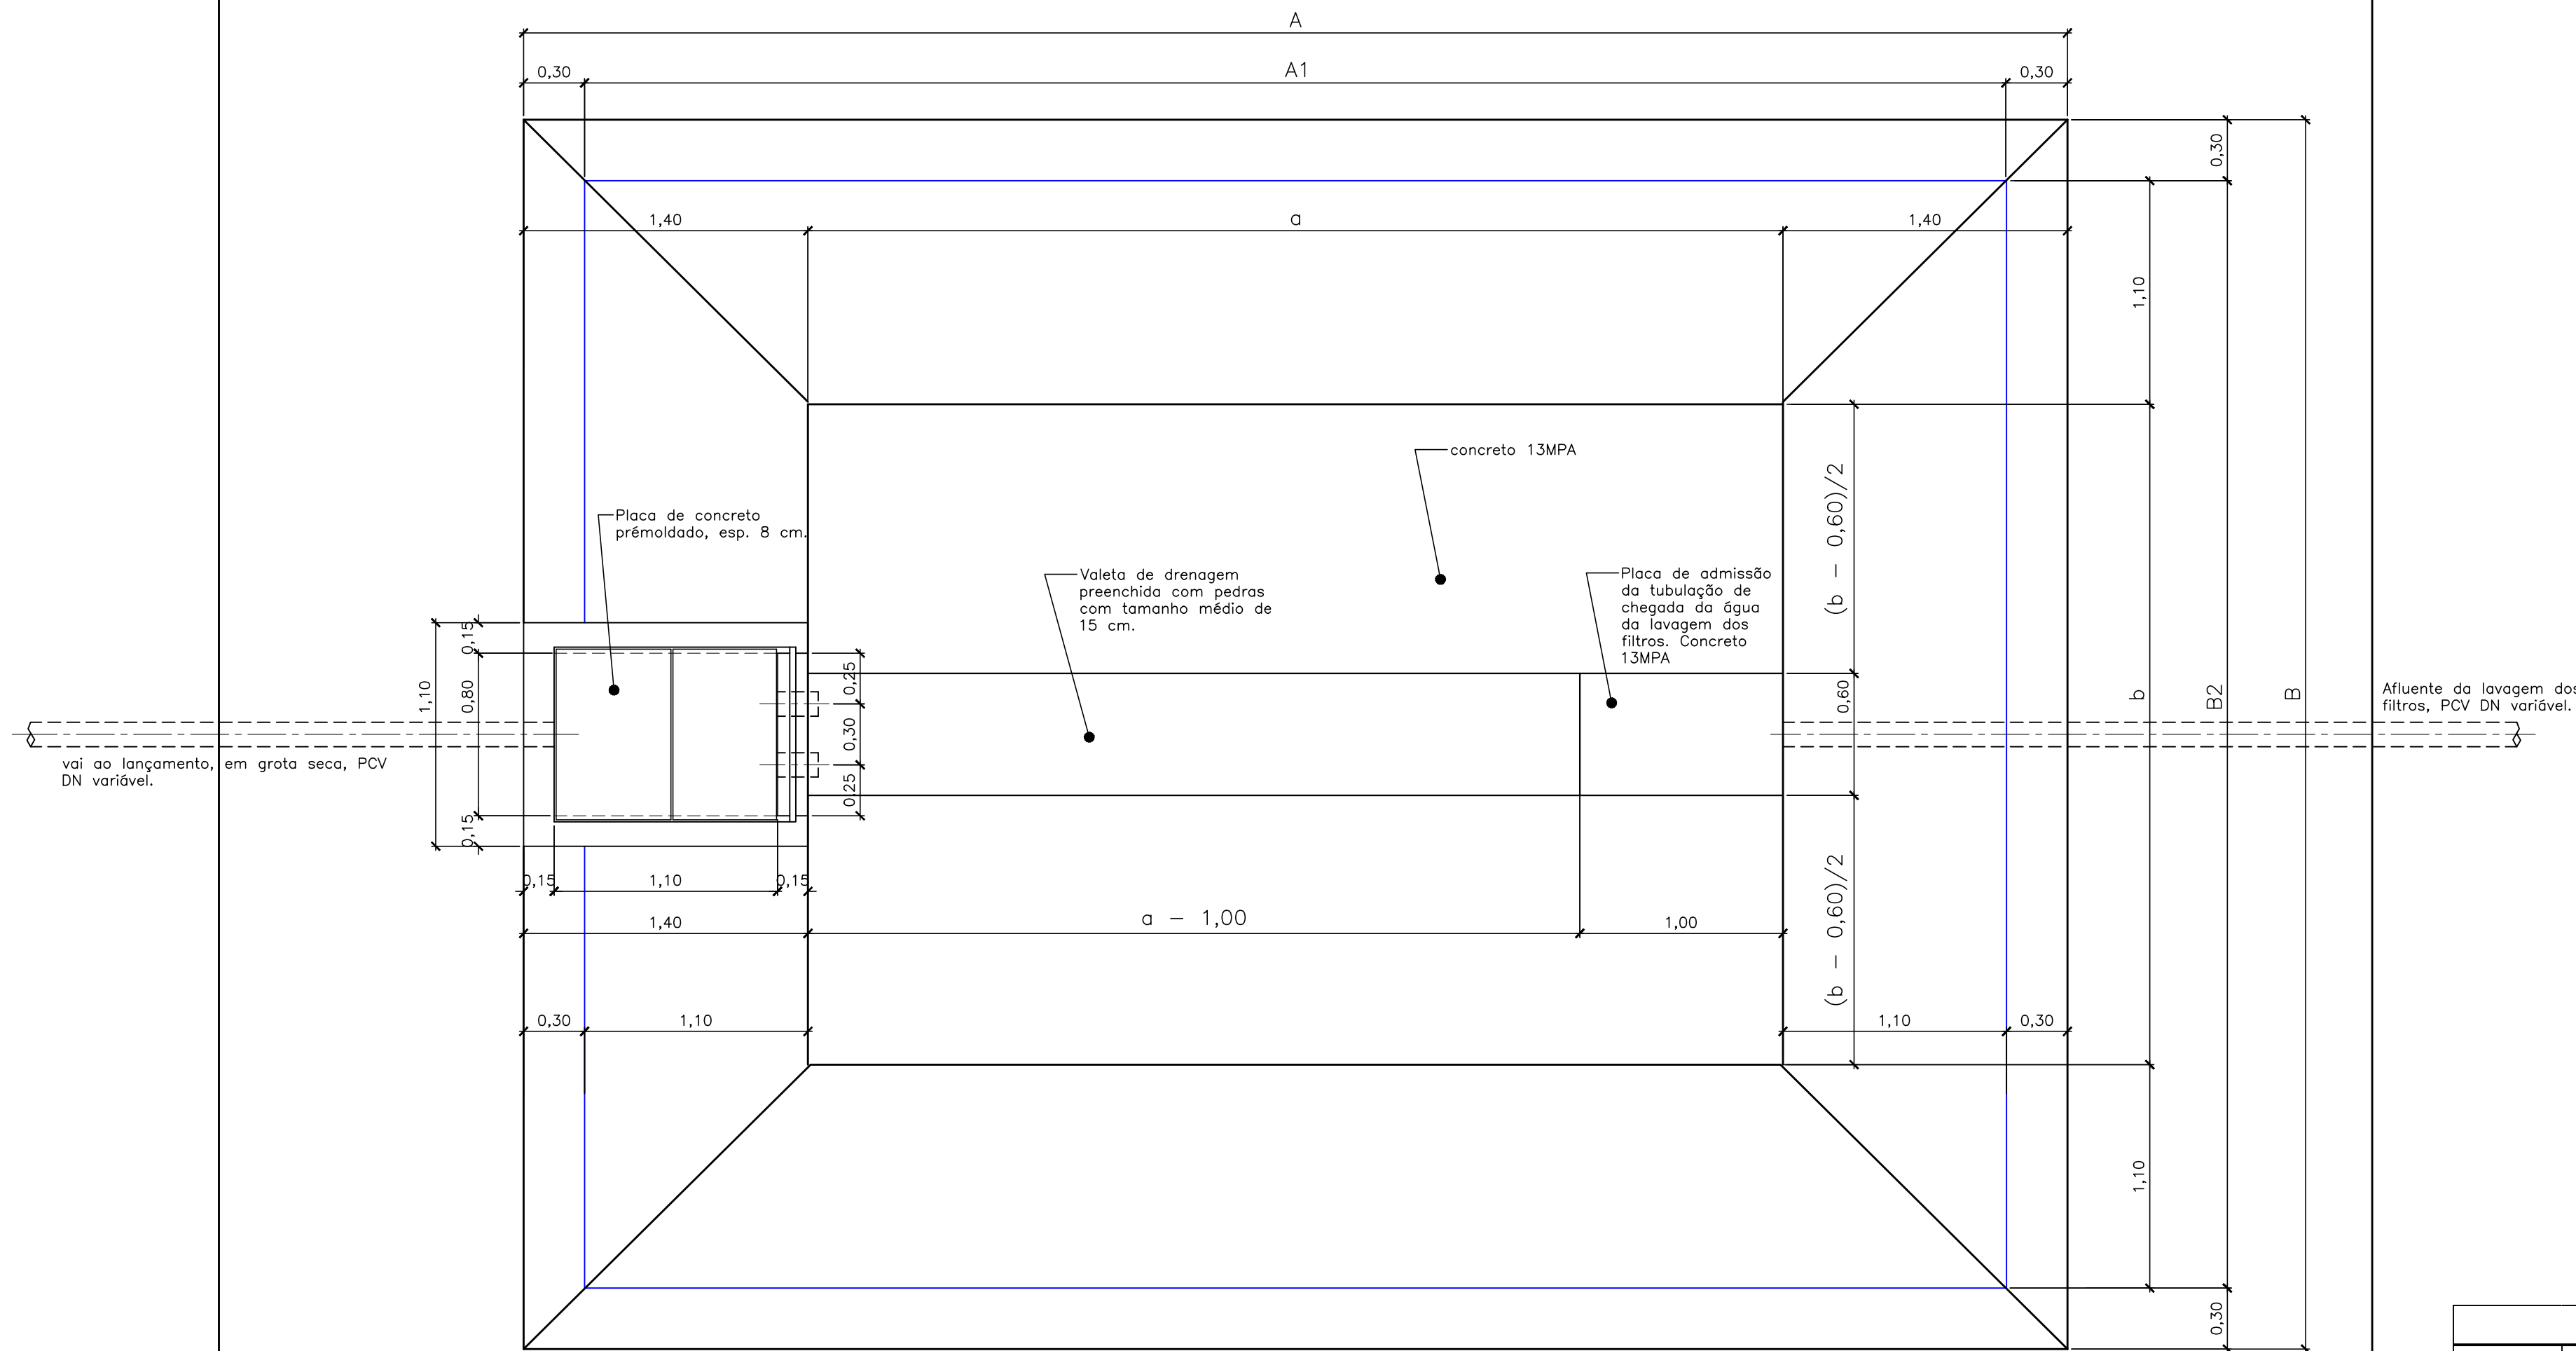 A
0,30
A1
0,30
0,30
1,40
a
1,40
1,10
concreto 13MPA
(b - 0,60)/2
Placa de concreto
prémoldado, esp. 8 cm.
Valeta de drenagem
preenchida com pedras
com tamanho médio de
15 cm.
Placa de admissão
da tubulação de
chegada da água
da lavagem dos
filtros. Concreto
13MPA
0,15
1,10
0,80
0,15
0,25
0,30
0,25
0,60
b
B2
B
Afluente da lavagem dos
filtros, PCV DN variável.
vai ao lançamento, em grota seca, PCV
DN variável.
0,15
1,10
0,15
1,40
a - 1,00
1,00
(b - 0,60)/2
0,30
1,10
1,10
0,30
1,10
0,30